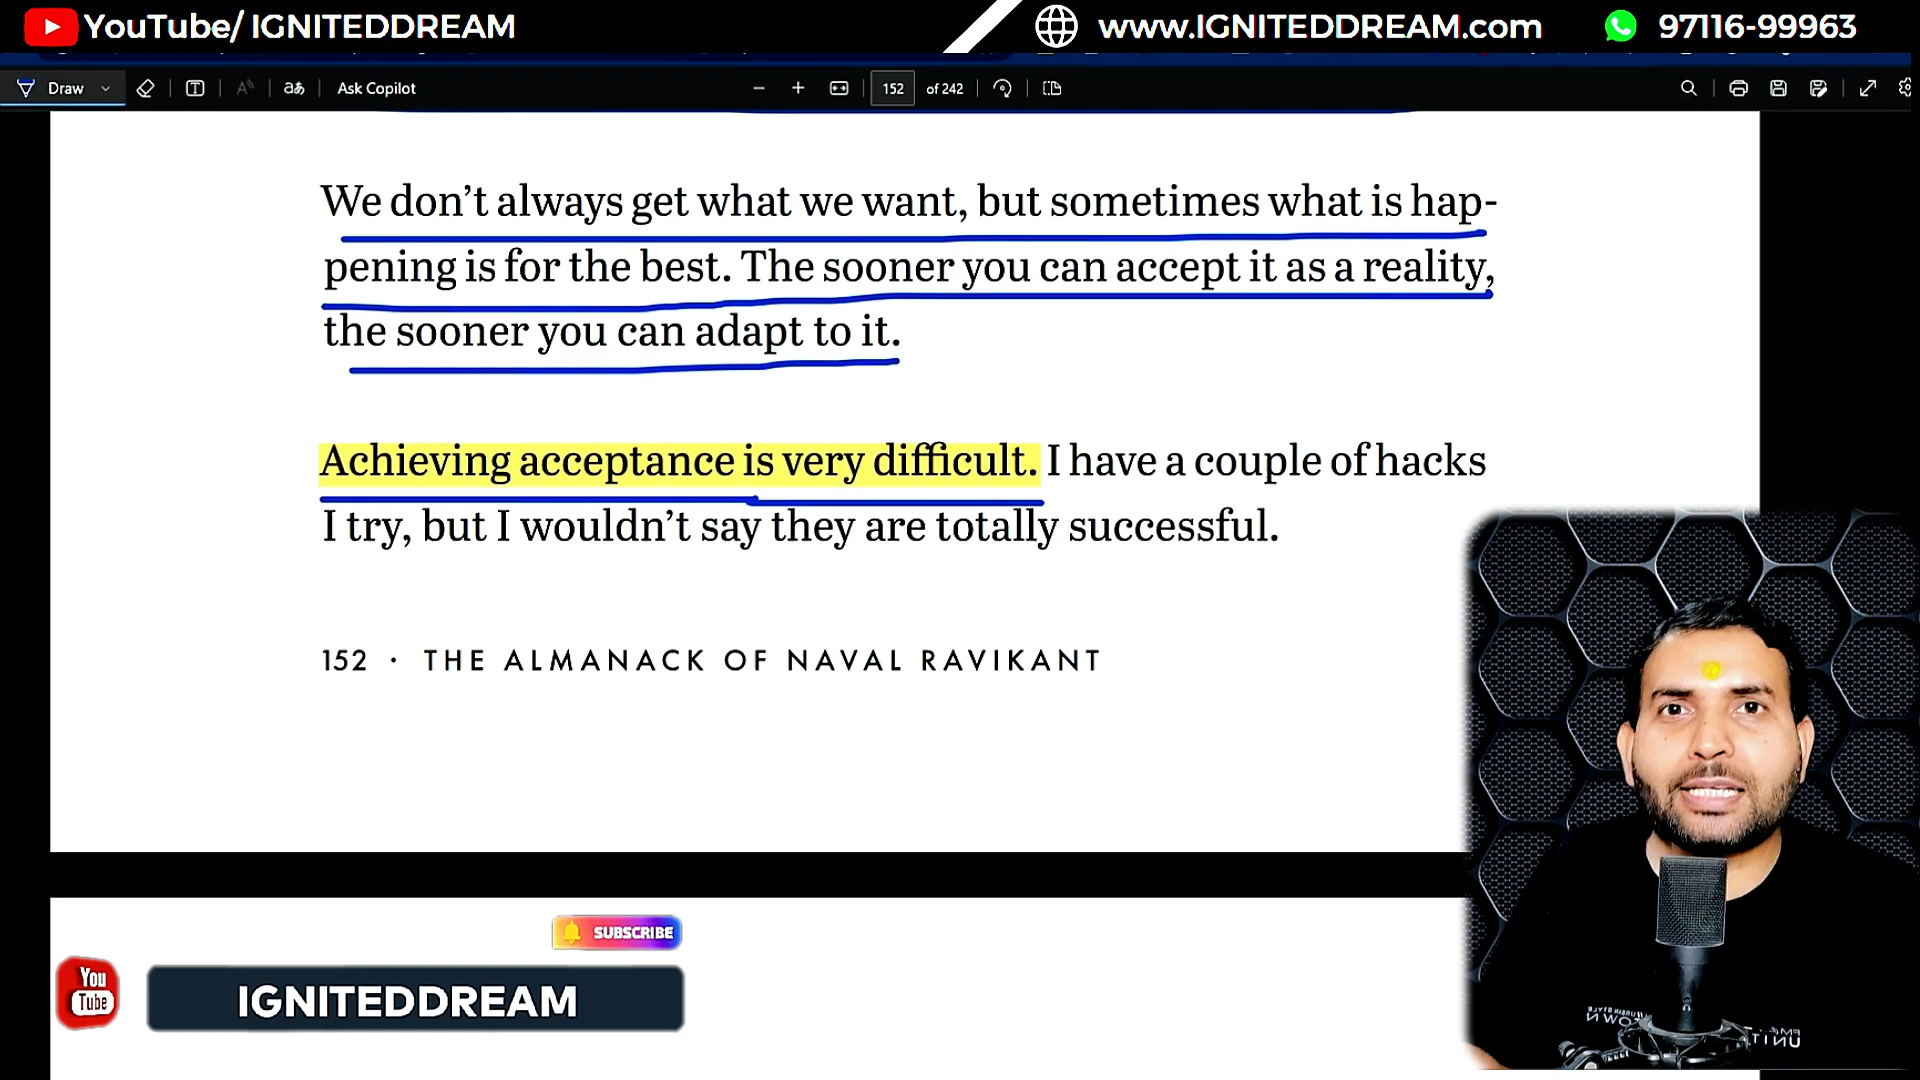 YouTube/ IGNITEDDREAM
www.IGNITEDDREAM.com
97116-99963
Draw
Ask Copilot
152 of 242
We don't always get what we want, but sometimes what is hap-
pening is for the best. The sooner you can accept it as a reality,
the sooner you can adapt to it.
Achieving acceptance is very difficult. I have a couple of hacks
I try, but I wouldn't say they are totally successful.
152 · THE ALMANACK OF NAVAL RAVIKANT
SUBSCRIBE
You
Tube
IGNITEDDREAM